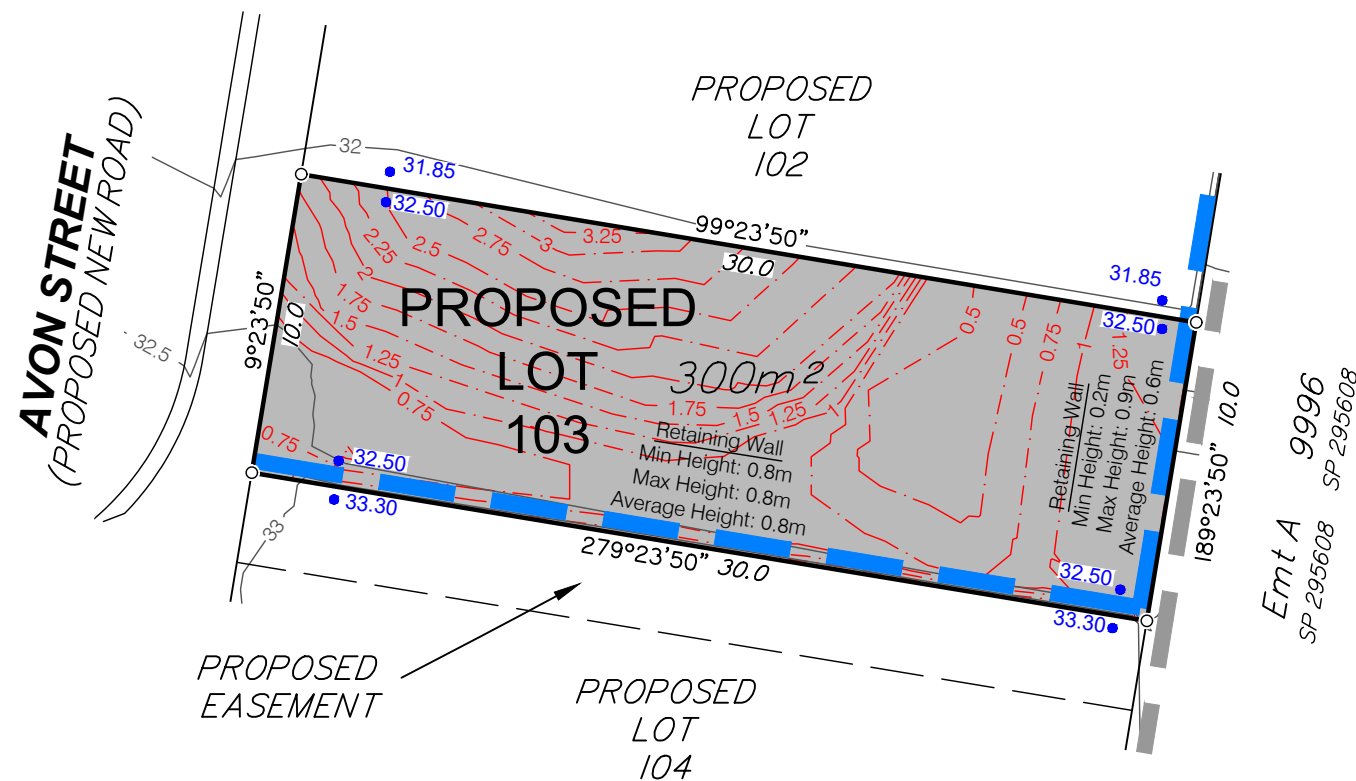 PROPOSED
LOT
102
AVON STREET
(PROPOSED NEW ROAD)
32
31.85
32.50
99°23'50"
30.0
31.85
32.50
2.25
2.5
2.75
3
3.25
2
1.75
1.5
1.25
1
0.75
0.75
9°23'50"
10.0
32.5
PROPOSED
LOT
103
300m²
1.75
1.5
1.25
1
0.5
0.5
0.75
1
1.25
Retaining Wall
Min Height: 0.8m
Max Height: 0.8m
Average Height: 0.8m
Retaining Wall
Min Height: 0.2m
Max Height: 0.9m
Average Height: 0.6m
10.0
189°23'50"
9996
SP 295608
Emt A
SP 295608
32.50
33.30
33
279°23'50" 30.0
32.50
33.30
PROPOSED
EASEMENT
PROPOSED
LOT
104